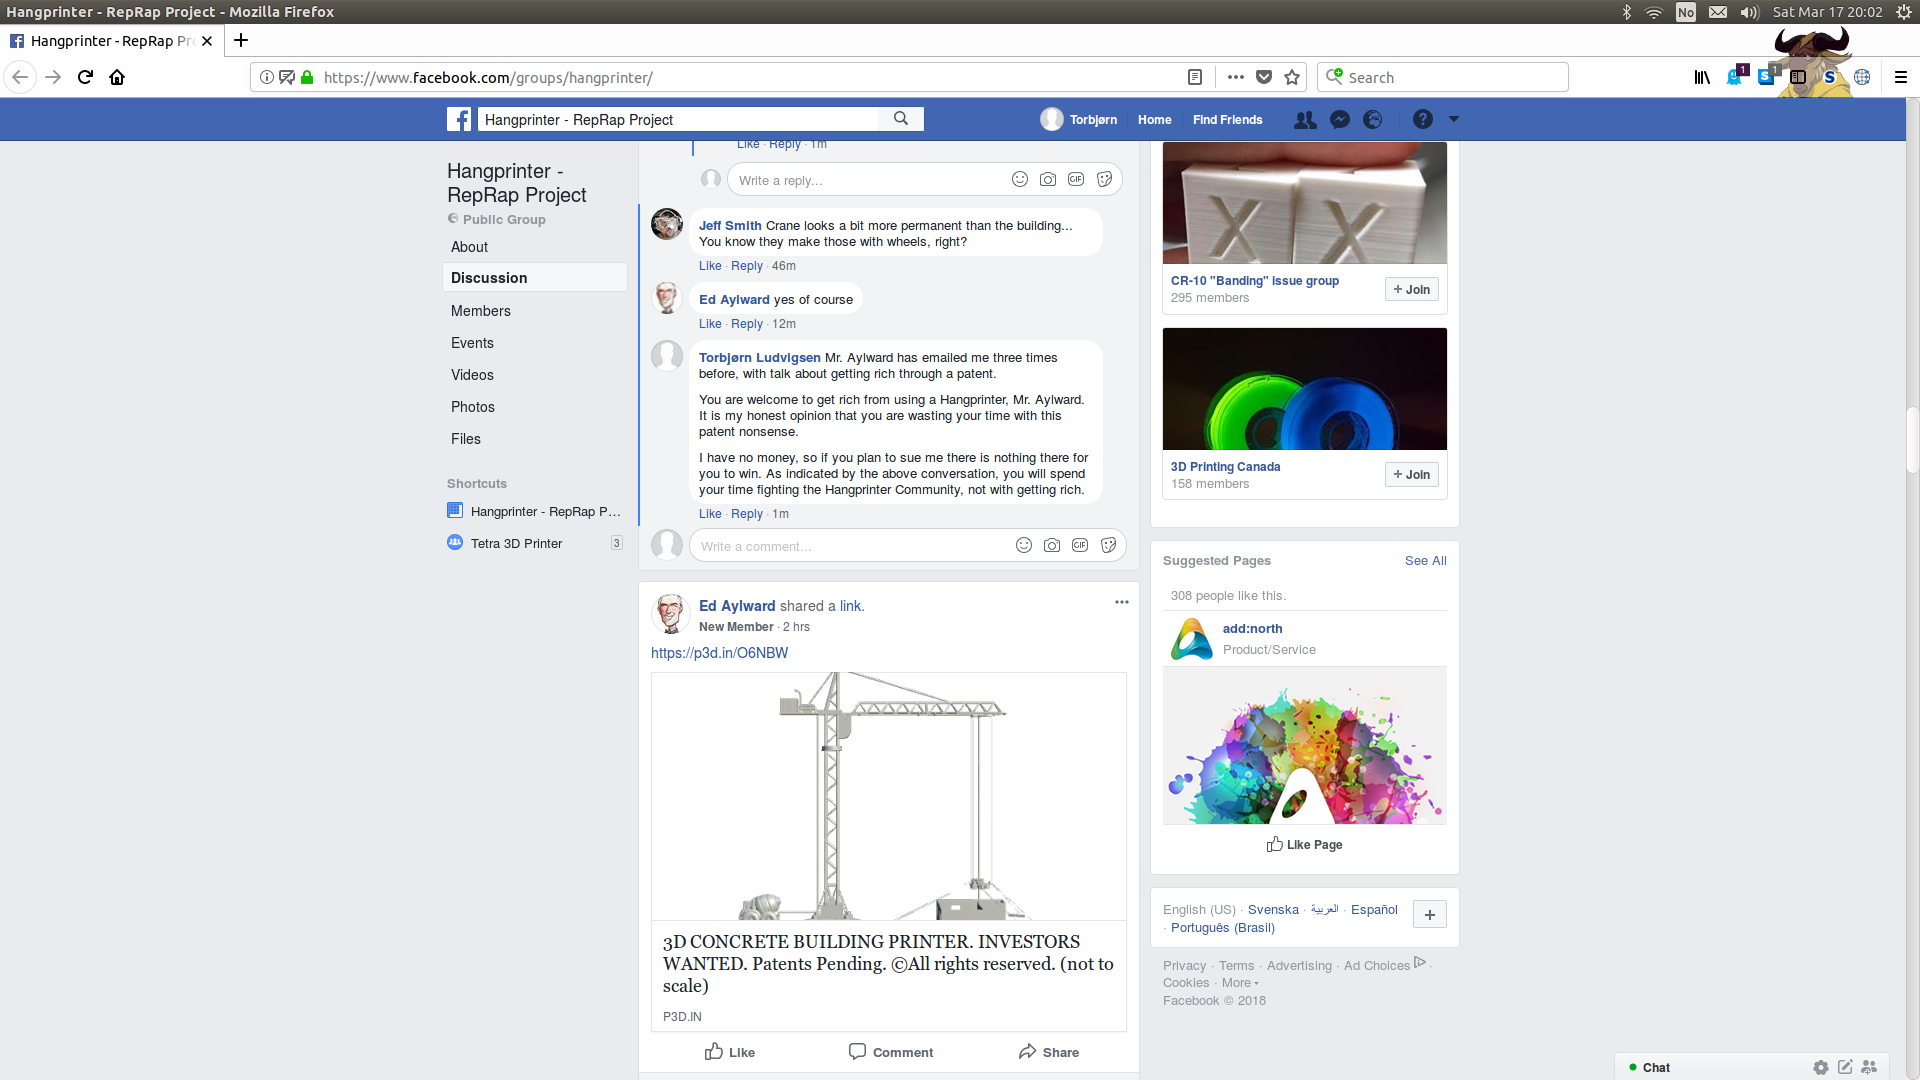 Hangprinter - RepRap Project - Mozilla Firefox
No
Sat Mar 17 20:02
Hangprinter - RepRap Pr
https://www.facebook.com/groups/hangprinter/
Search
1
1
Hangprinter - RepRap Project
Torbjørn
Home
Find Friends
Hangprinter -
RepRap Project
Public Group
About
Discussion
Members
Events
Videos
Photos
Files
Shortcuts
Hangprinter - RepRap P...
Tetra 3D Printer 3
Like · Reply · 1m
Write a reply...
GIF
Jeff Smith Crane looks a bit more permanent than the building...
You know they make those with wheels, right?
Like · Reply · 46m
Ed Aylward yes of course
Like · Reply · 12m
Torbjørn Ludvigsen Mr. Aylward has emailed me three times
before, with talk about getting rich through a patent.
You are welcome to get rich from using a Hangprinter, Mr. Aylward.
It is my honest opinion that you are wasting your time with this
patent nonsense.
I have no money, so if you plan to sue me there is nothing there for
you to win. As indicated by the above conversation, you will spend
your time fighting the Hangprinter Community, not with getting rich.
Like · Reply · 1m
Write a comment...
GIF
Ed Aylward shared a link.
New Member · 2 hrs
https://p3d.in/O6NBW
3D CONCRETE BUILDING PRINTER. INVESTORS
WANTED. Patents Pending. ©All rights reserved. (not to
scale)
P3D.IN
Like
Comment
Share
X X
CR-10 "Banding" issue group
295 members
+ Join
3D Printing Canada
158 members
+ Join
Suggested Pages
See All
308 people like this.
add:north
Product/Service
Like Page
English (US) · Svenska · العربية · Español
· Português (Brasil)
+
Privacy · Terms · Advertising · Ad Choices ·
Cookies · More
Facebook © 2018
Chat